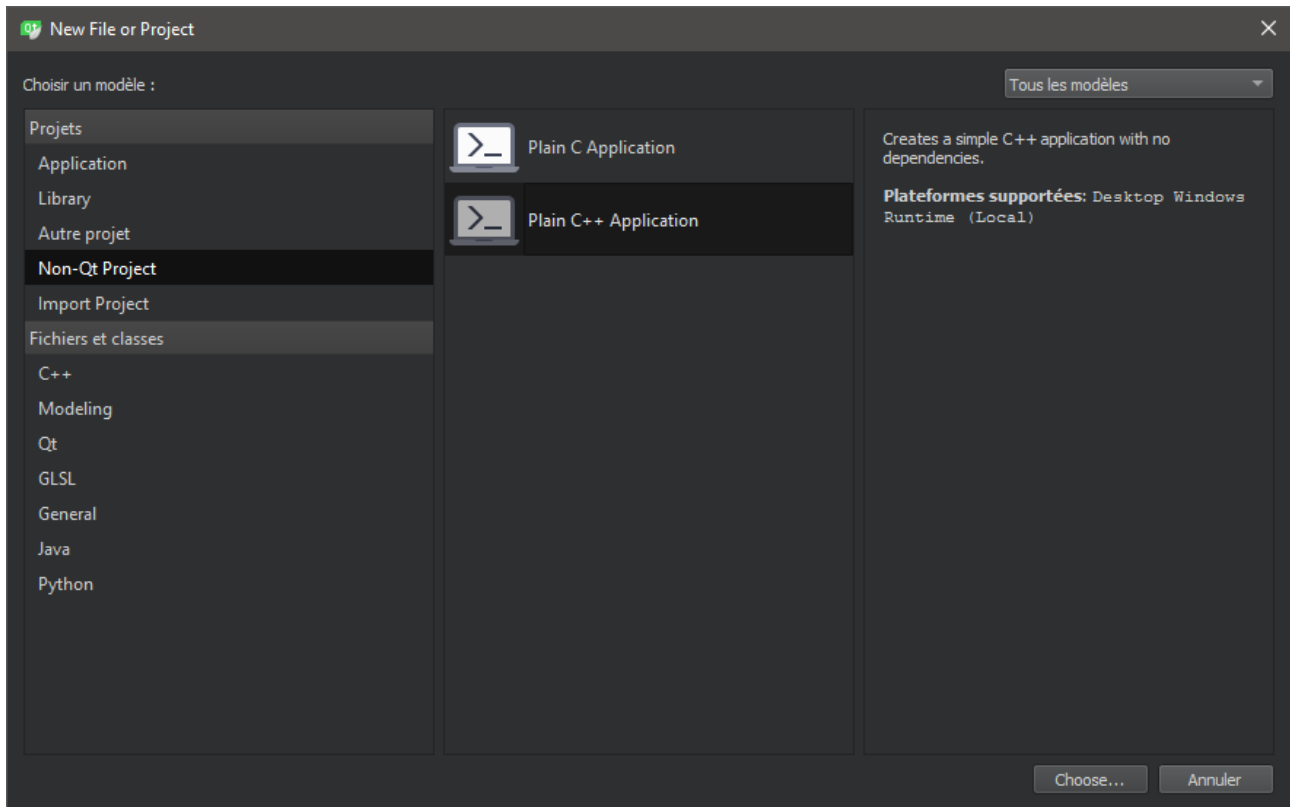 New File or Project
Choisir un modèle :
Tous les modèles
Projets
Application
Library
Autre projet
Non-Qt Project
Import Project
Fichiers et classes
C++
Modeling
Qt
GLSL
General
Java
Python
Plain C Application
Plain C++ Application
Creates a simple C++ application with no
dependencies.
Plateformes supportées: Desktop Windows
Runtime (Local)
Choose...
Annuler